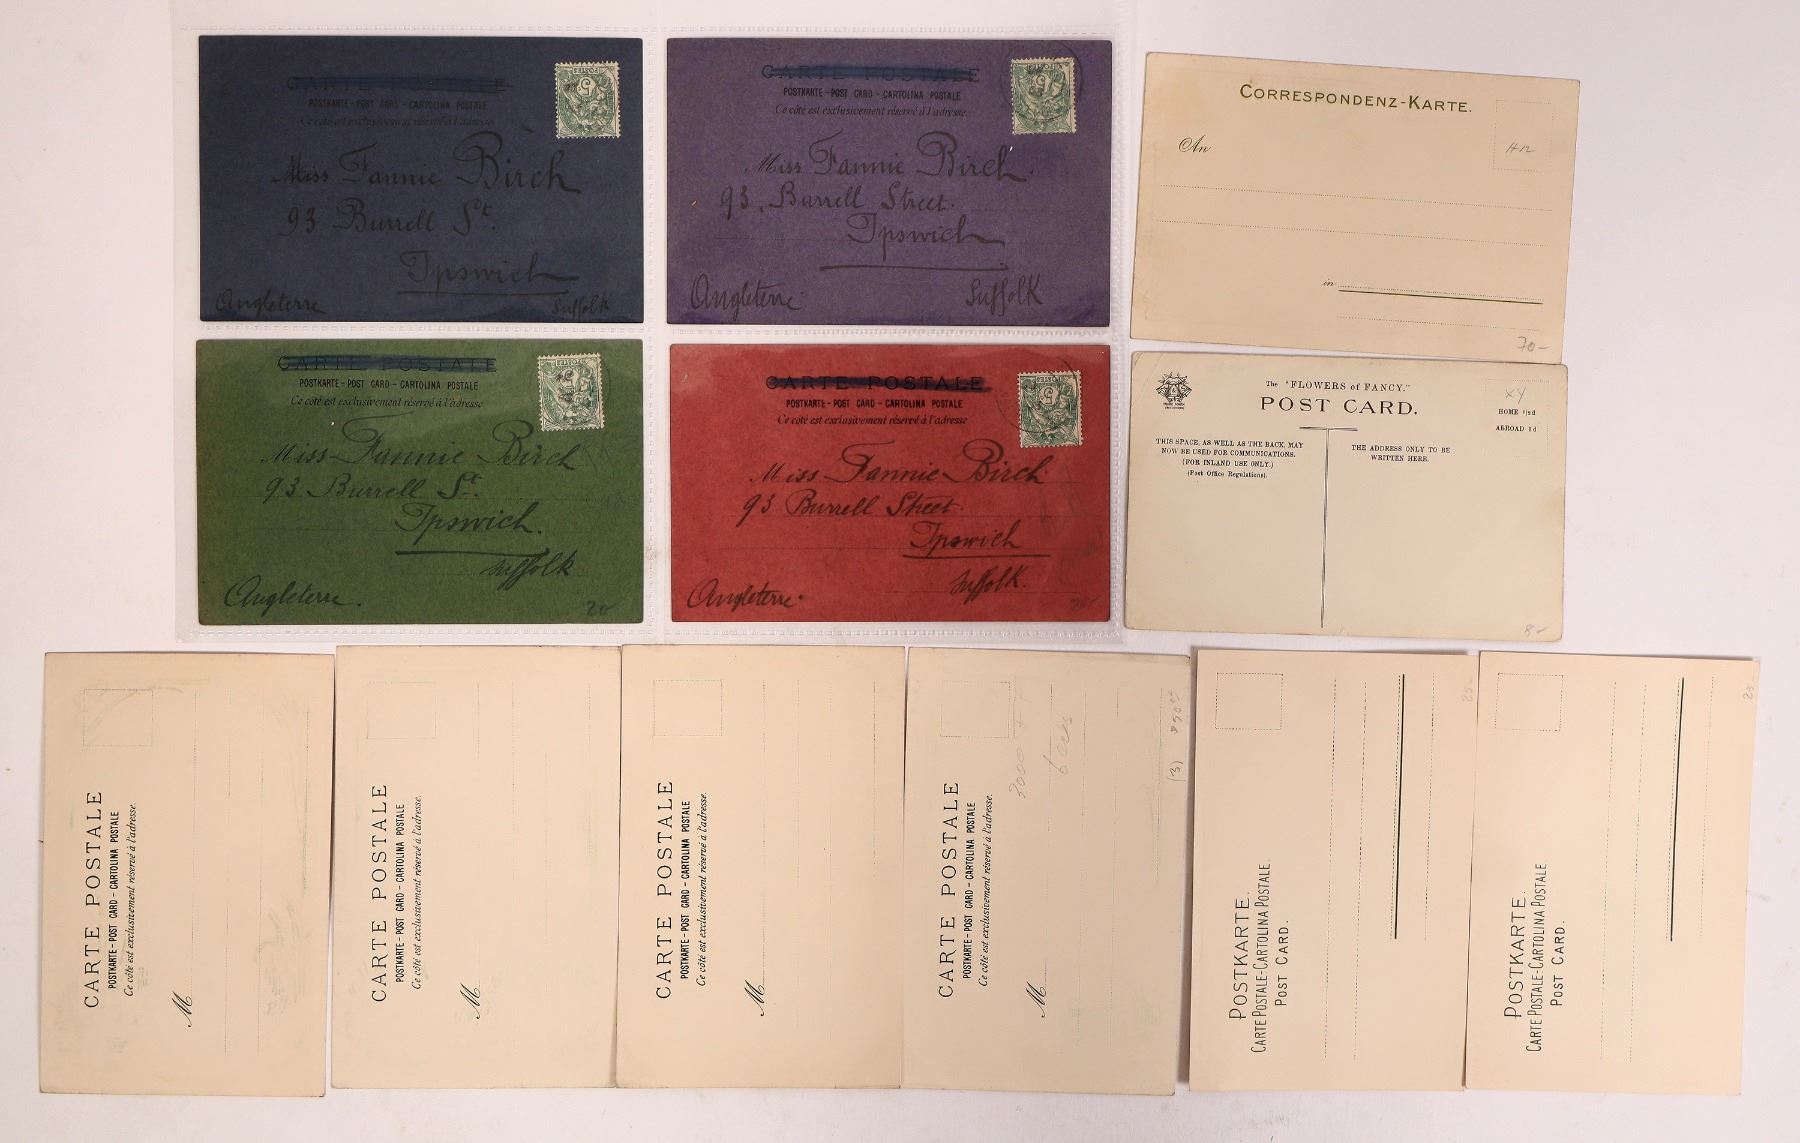 CARTE POSTALE
POSTKARTE - POST CARD - CARTOLINA POSTALE
Ce côté est exclusivement réservé à l'adresse
Miss Fannie Birch
93 Burrell St.
Ipswich
Angleterre
Suffolk
CARTE POSTALE
POSTKARTE - POST CARD - CARTOLINA POSTALE
Ce côté est exclusivement réservé à l'adresse
Miss Fannie Birch.
93, Burrell Street.
Ipswich
Angleterre.
Suffolk
CORRESPONDENZ-KARTE.
An
H12
in
70-
CARTE POSTALE
POSTKARTE - POST CARD - CARTOLINA POSTALE
Ce côté est exclusivement réservé à l'adresse
Miss Fannie Birch
93 Burrell St.
Ipswich.
Suffolk
Angleterre.
20-
CARTE POSTALE
POSTKARTE - POST CARD - CARTOLINA POSTALE
Ce côté est exclusivement réservé à l'adresse
Miss Fannie Birch
93 Burrell Street.
Ipswich
Suffolk.
Angleterre.
The "FLOWERS of FANCY."
POST CARD.
XY
HOME 1/2d
ABROAD 1d
THIS SPACE, AS WELL AS THE BACK, MAY
NOW BE USED FOR COMMUNICATIONS.
(FOR INLAND USE ONLY.)
(Post Office Regulations).
THE ADDRESS ONLY TO BE
WRITTEN HERE.
8-
CARTE POSTALE
POSTKARTE - POST CARD - CARTOLINA POSTALE
Ce côté est exclusivement réservé à l'adresse.
M
CARTE POSTALE
POSTKARTE - POST CARD - CARTOLINA POSTALE
Ce côté est exclusivement réservé à l'adresse.
M
CARTE POSTALE
POSTKARTE - POST CARD - CARTOLINA POSTALE
Ce côté est exclusivement réservé à l'adresse.
M
CARTE POSTALE
POSTKARTE - POST CARD - CARTOLINA POSTALE
Ce côté est exclusivement réservé à l'adresse.
M
(3)
POSTKARTE.
CARTE POSTALE-CARTOLINA POSTALE.
POST CARD.
25-
POSTKARTE.
CARTE POSTALE-CARTOLINA POSTALE
POST CARD.
25